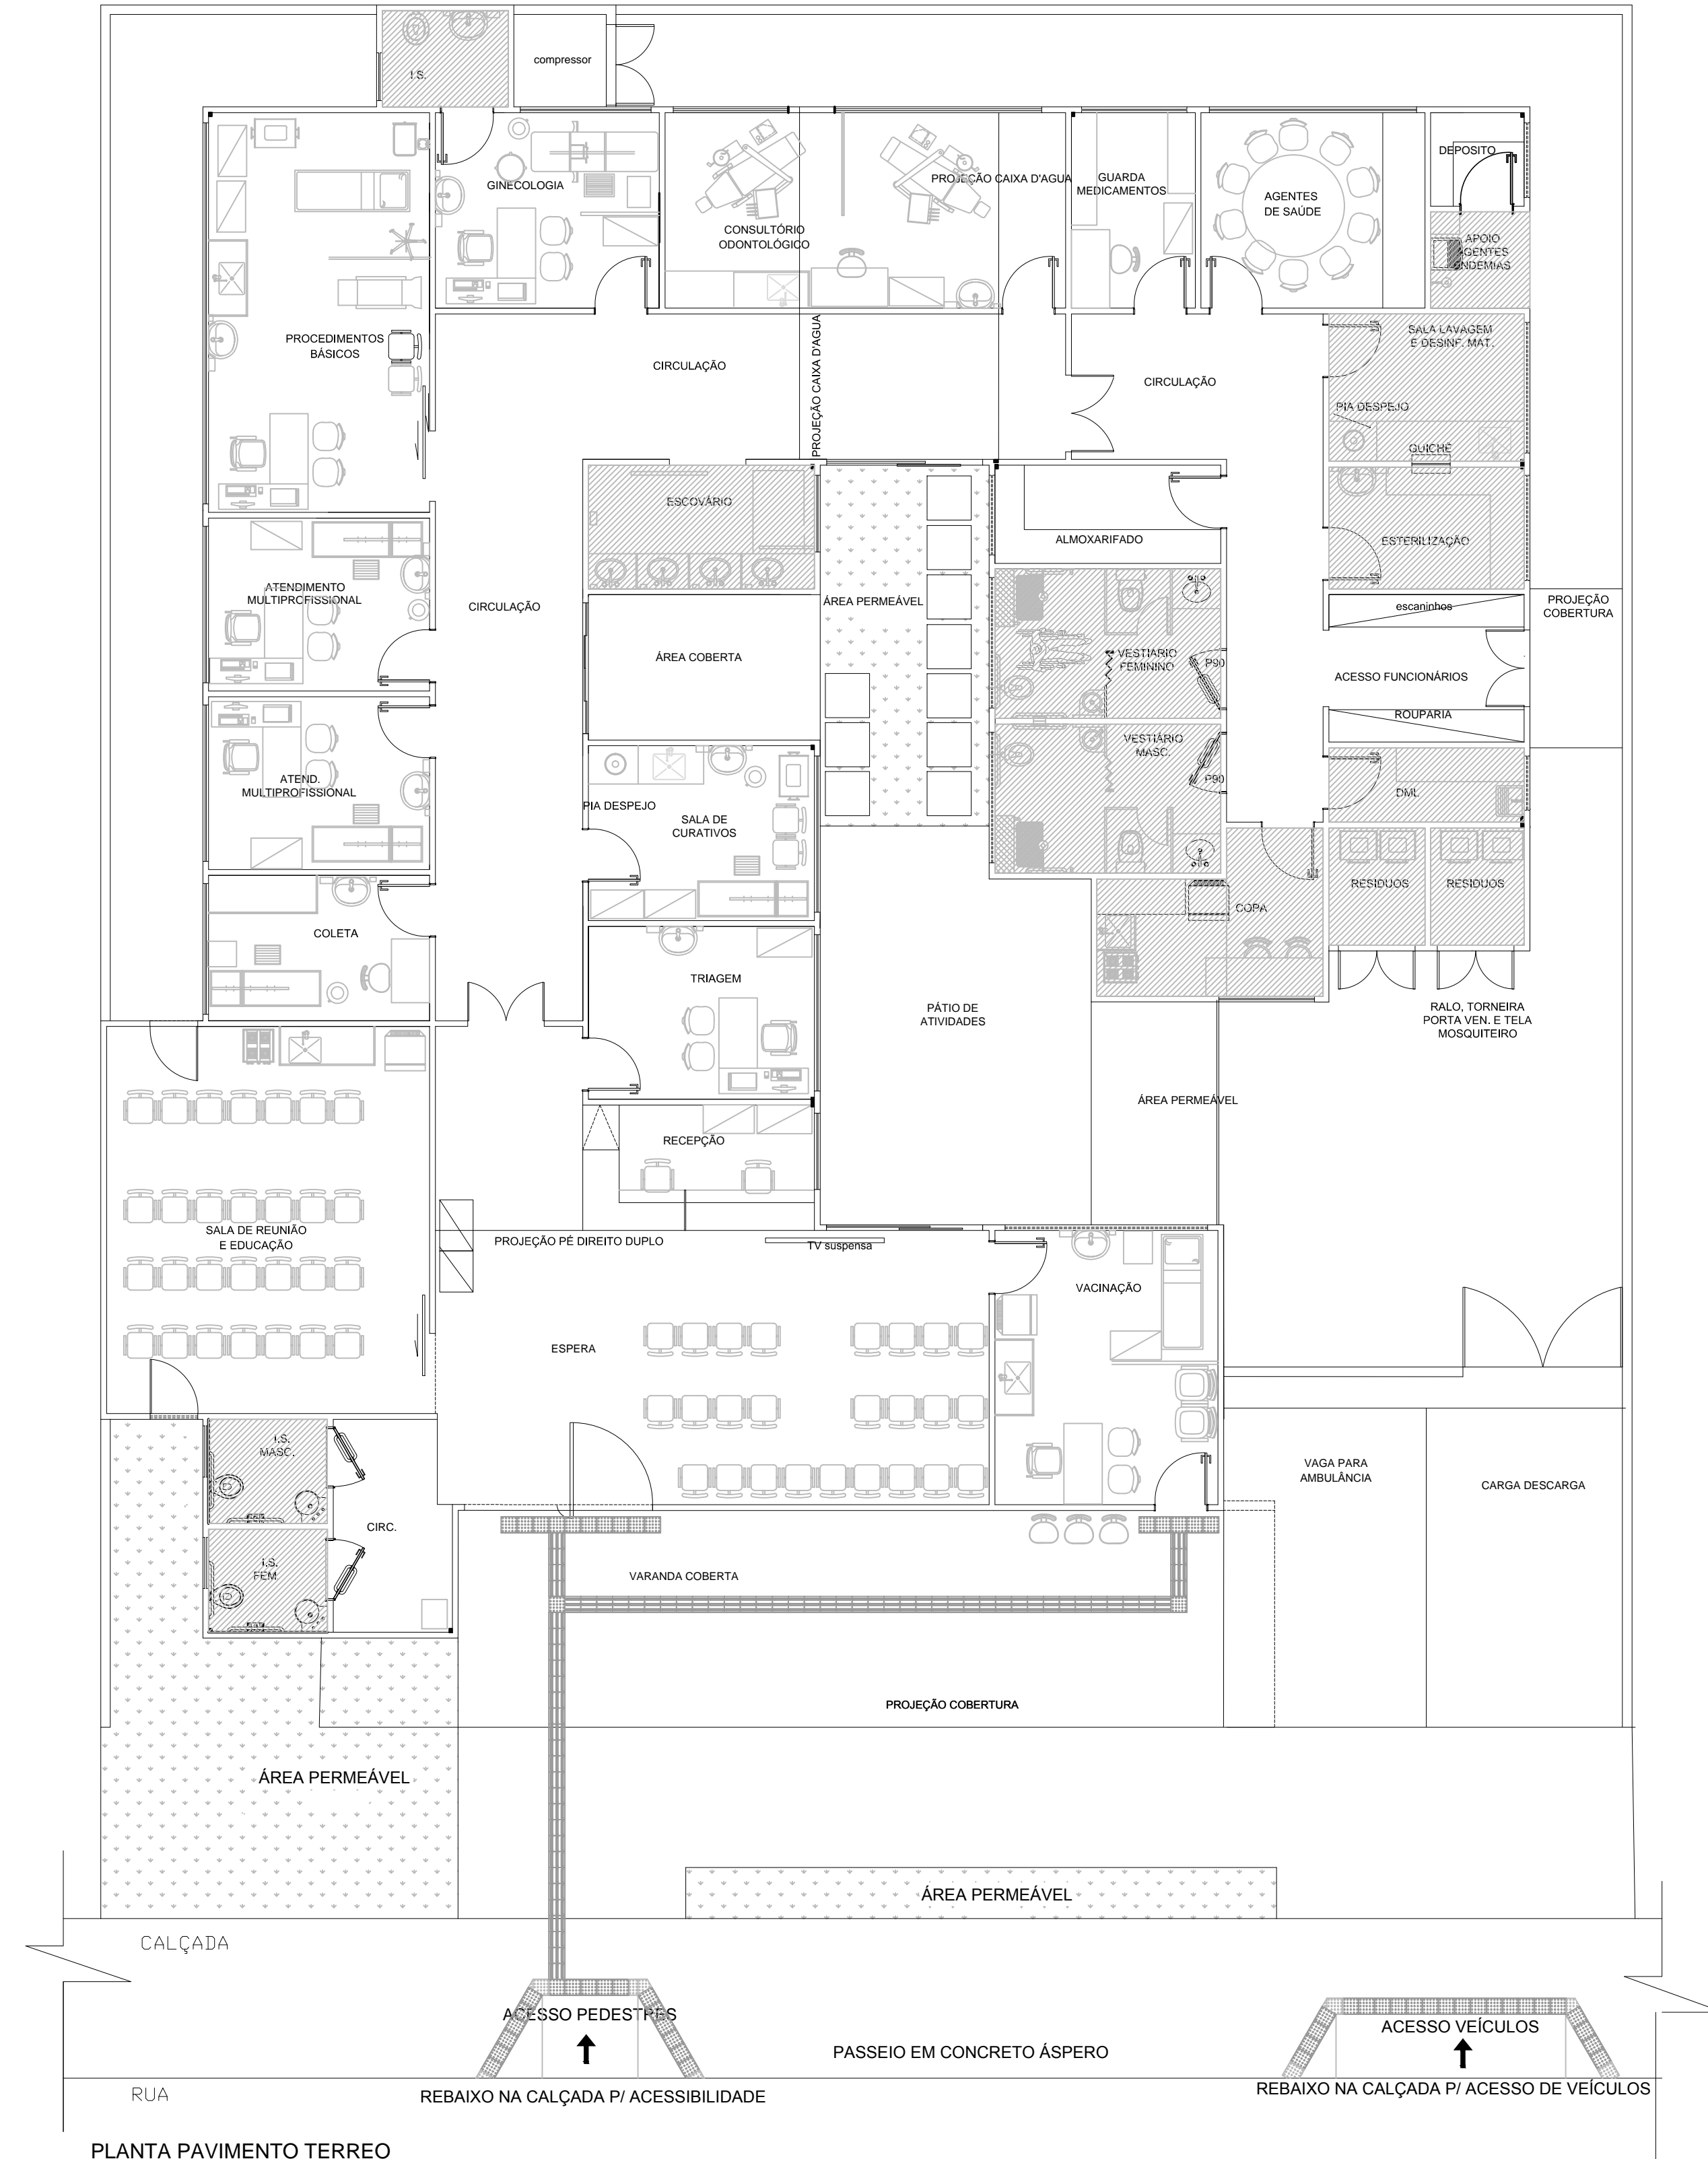 I.S.
compressor
GINECOLOGIA
CONSULTÓRIO
ODONTOLÓGICO
PROJEÇÃO CAIXA D'AGUA
GUARDA
MEDICAMENTOS
AGENTES
DE SAÚDE
DEPOSITO
APOIO
AGENTES
ENDEMIAS
PROCEDIMENTOS
BÁSICOS
CIRCULAÇÃO
PROJEÇÃO CAIXA D'AGUA
CIRCULAÇÃO
SALA LAVAGEM
E DESINF. MAT.
PIA DESPEJO
GUICHÊ
ESCOVÁRIO
ALMOXARIFADO
ESTERILIZAÇÃO
ATENDIMENTO
MULTIPROFISSIONAL
CIRCULAÇÃO
ÁREA PERMEÁVEL
escaninhos
PROJEÇÃO
COBERTURA
ÁREA COBERTA
VESTIARIO
FEMININO
P90
ACESSO FUNCIONÁRIOS
ROUPARIA
VESTIÁRIO
MASC.
P90
ATEND.
MULTIPROFISSIONAL
PIA DESPEJO
SALA DE
CURATIVOS
DML
RESIDUOS
RESIDUOS
COPA
COLETA
TRIAGEM
PÁTIO DE
ATIVIDADES
RALO, TORNEIRA
PORTA VEN. E TELA
MOSQUITEIRO
ÁREA PERMEÁVEL
RECEPÇÃO
SALA DE REUNIÃO
E EDUCAÇÃO
PROJEÇÃO PÉ DIREITO DUPLO
TV suspensa
VACINAÇÃO
ESPERA
I.S.
MASC.
VAGA PARA
AMBULÂNCIA
CARGA DESCARGA
CIRC.
I.S.
FEM.
VARANDA COBERTA
PROJEÇÃO COBERTURA
ÁREA PERMEÁVEL
ÁREA PERMEÁVEL
CALÇADA
ACESSO PEDESTRES
ACESSO VEÍCULOS
PASSEIO EM CONCRETO ÁSPERO
RUA
REBAIXO NA CALÇADA P/ ACESSIBILIDADE
REBAIXO NA CALÇADA P/ ACESSO DE VEÍCULOS
PLANTA PAVIMENTO TERREO